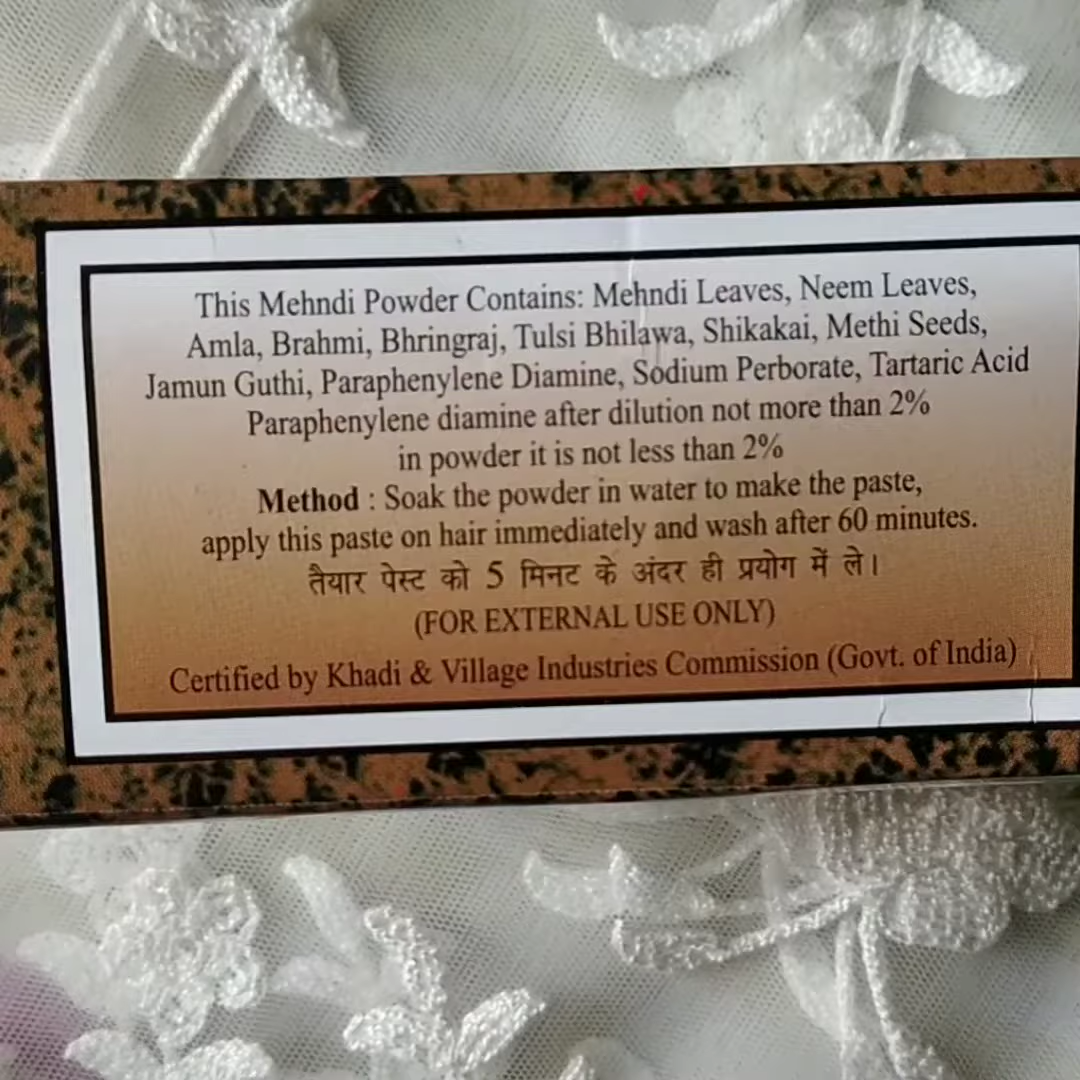 This Mehndi Powder Contains: Mehndi Leaves, Neem Leaves,
Amla, Brahmi, Bhringraj, Tulsi Bhilawa, Shikakai, Methi Seeds,
Jamun Guthi, Paraphenylene Diamine, Sodium Perborate, Tartaric Acid
Paraphenylene diamine after dilution not more than 2%
in powder it is not less than 2%
Method : Soak the powder in water to make the paste,
apply this paste on hair immediately and wash after 60 minutes.
तैयार पेस्ट को 5 मिनट के अंदर ही प्रयोग में ले।
(FOR EXTERNAL USE ONLY)
Certified by Khadi & Village Industries Commission (Govt. of India)